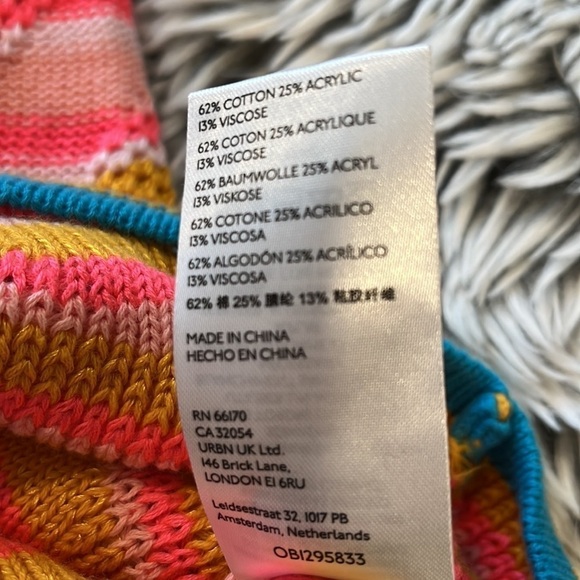 62% COTTON 25% ACRYLIC
13% VISCOSE
62% COTON 25% ACRYLIQUE
13% VISCOSE
62% BAUMWOLLE 25% ACRYL
13% VISKOSE
62% COTONE 25% ACRILICO
13% VISCOSA
62% ALGODÓN 25% ACRÍLICO
13% VISCOSA
62% 棉 25% 腈纶 13% 粘胶纤维
MADE IN CHINA
HECHO EN CHINA
RN 66170
CA 32054
URBN UK Ltd.
146 Brick Lane,
LONDON E1 6RU
Leidsestraat 32, 1017 PB
Amsterdam, Netherlands
OB1295833